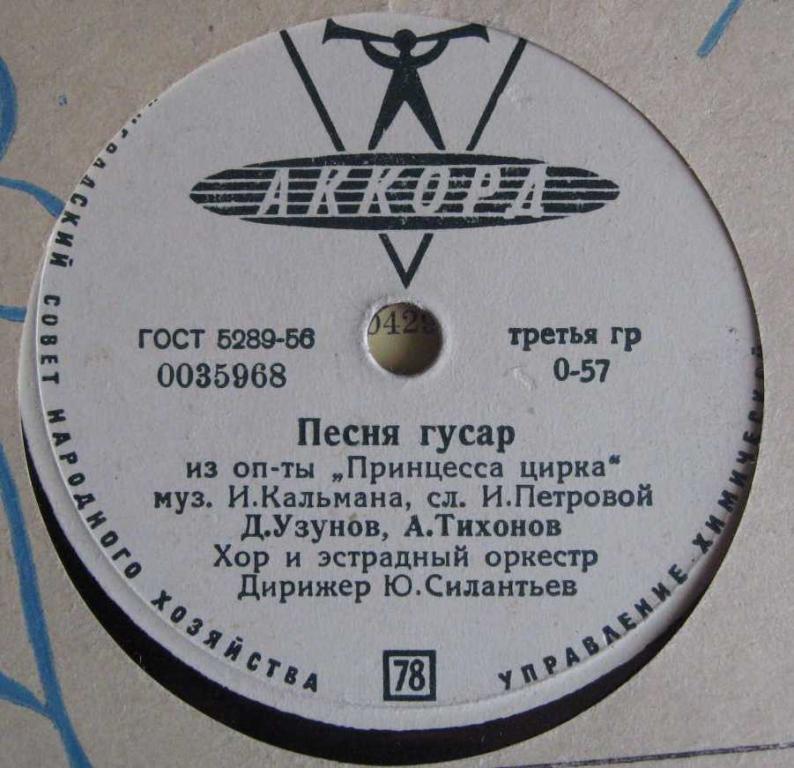 АККОРД
ГОСТ 5289-56
третья гр
0035968
0-57
Песня гусар
из оп-ты „Принцесса цирка“
муз. И.Кальмана, сл. И.Петровой
Д.Узунов, А.Тихонов
Хор и эстрадный оркестр
Дирижер Ю.Силантьев
78
СОВЕТ НАРОДНОГО ХОЗЯЙСТВА
УПРАВЛЕНИЕ ХИМИЧЕСКОЙ